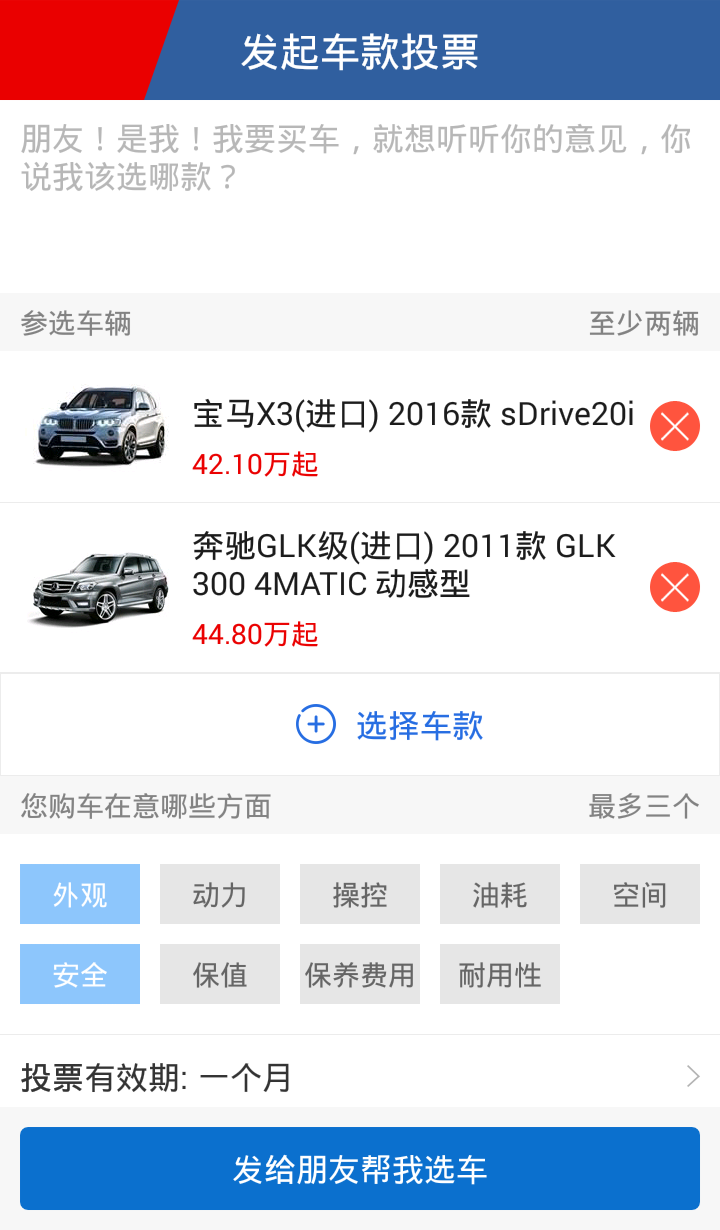 发起车款投票
朋友！是我！我要买车，就想听听你的意见，你
说我该选哪款？
参选车辆
至少两辆
宝马X3(进口) 2016款 sDrive20i
42.10万起
奔驰GLK级(进口) 2011款 GLK
300 4MATIC 动感型
44.80万起
选择车款
您购车在意哪些方面
最多三个
外观
动力
操控
油耗
空间
安全
保值
保养费用
耐用性
投票有效期: 一个月
发给朋友帮我选车